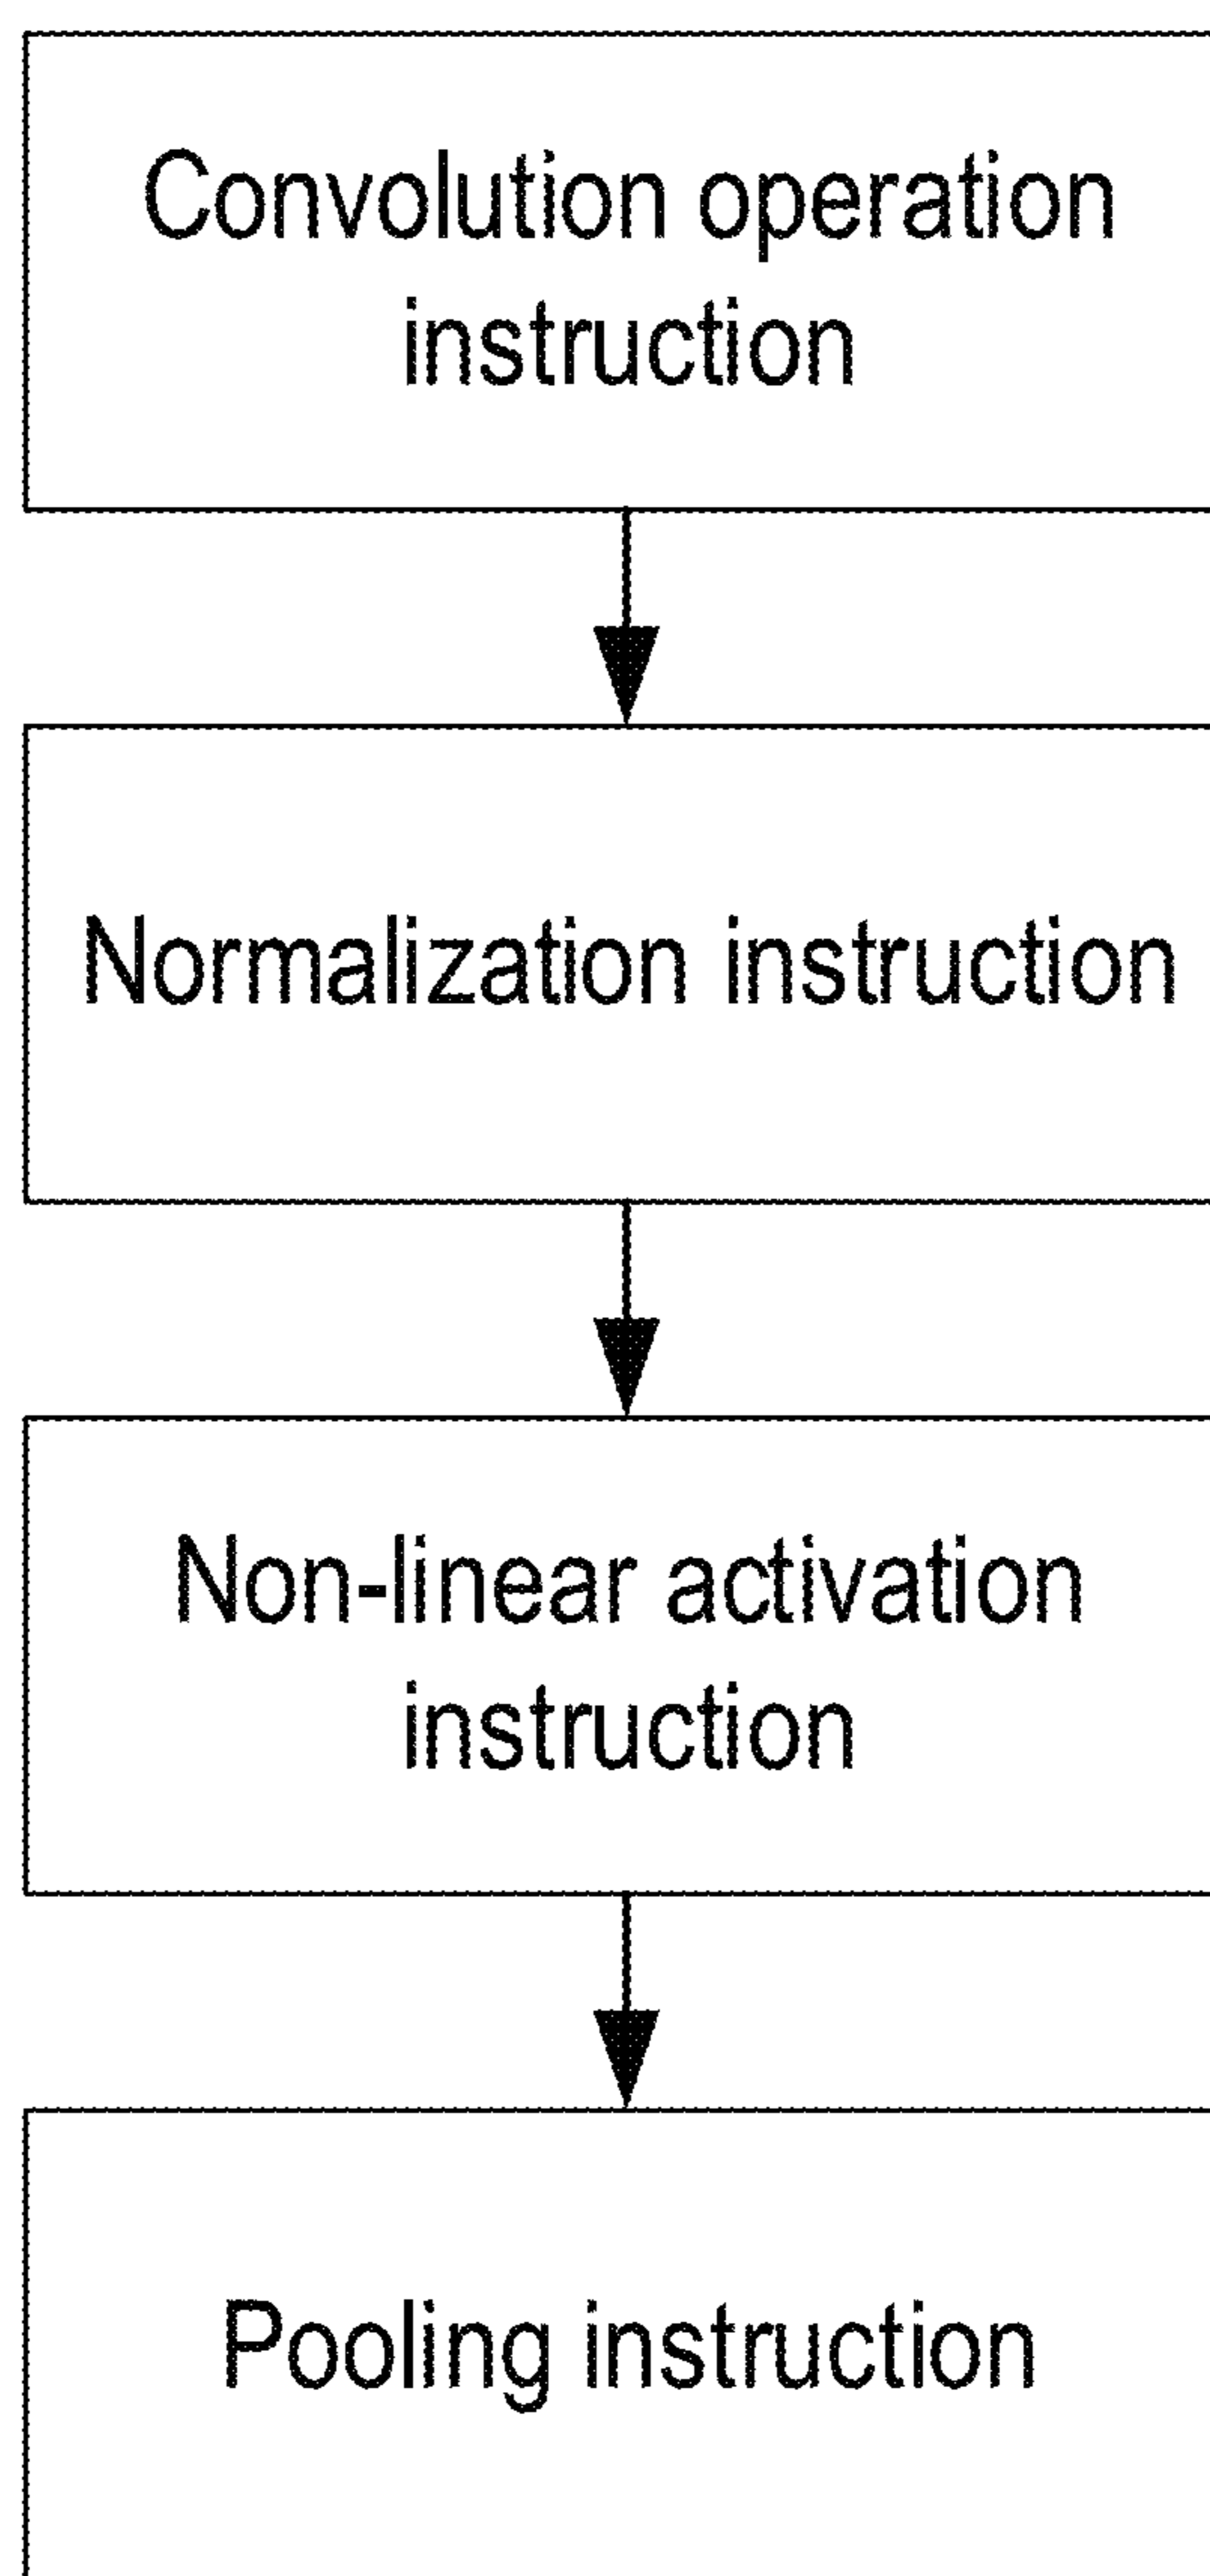 Convolution operation
instruction
Normalization instruction
Non-linear activation
instruction
Pooling instruction